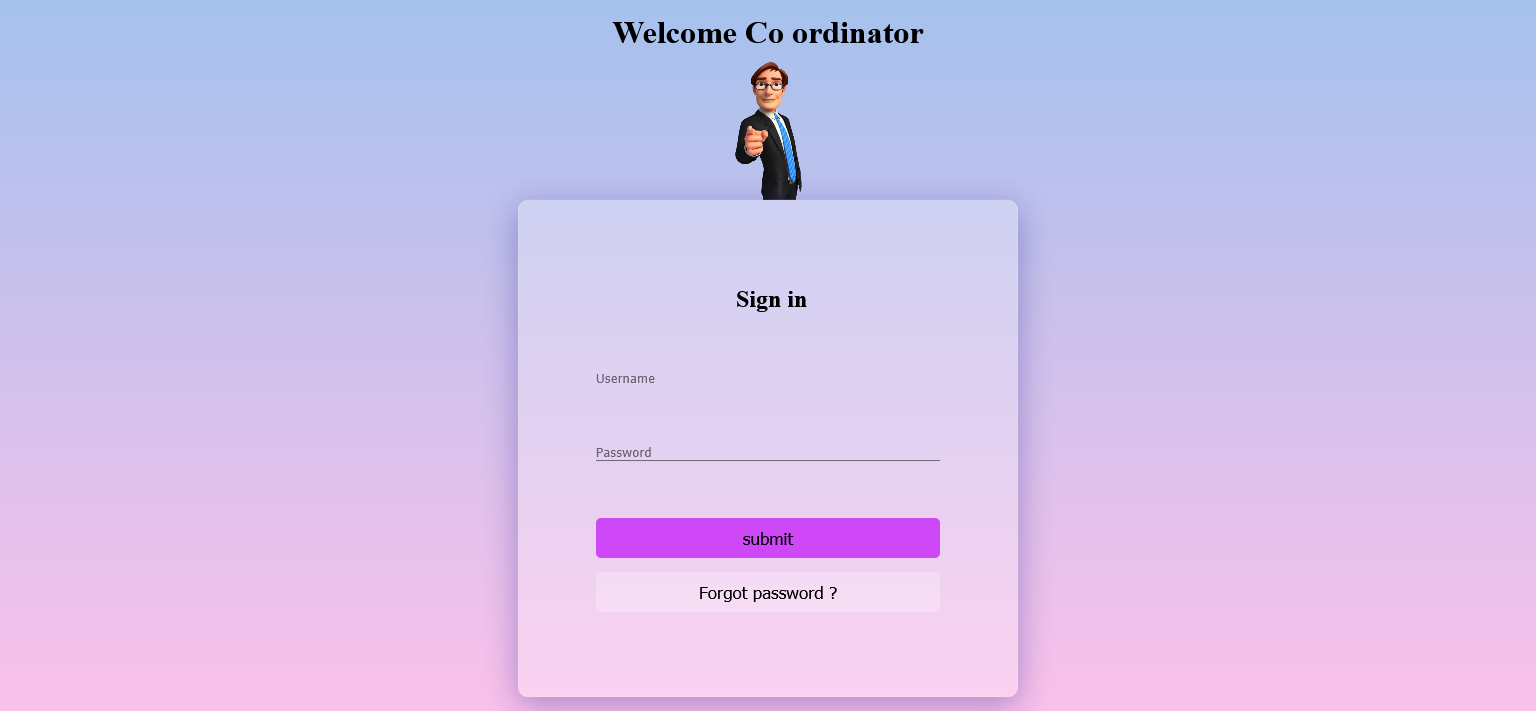 Welcome Co ordinator
Sign in
Username
Password
submit
Forgot password ?